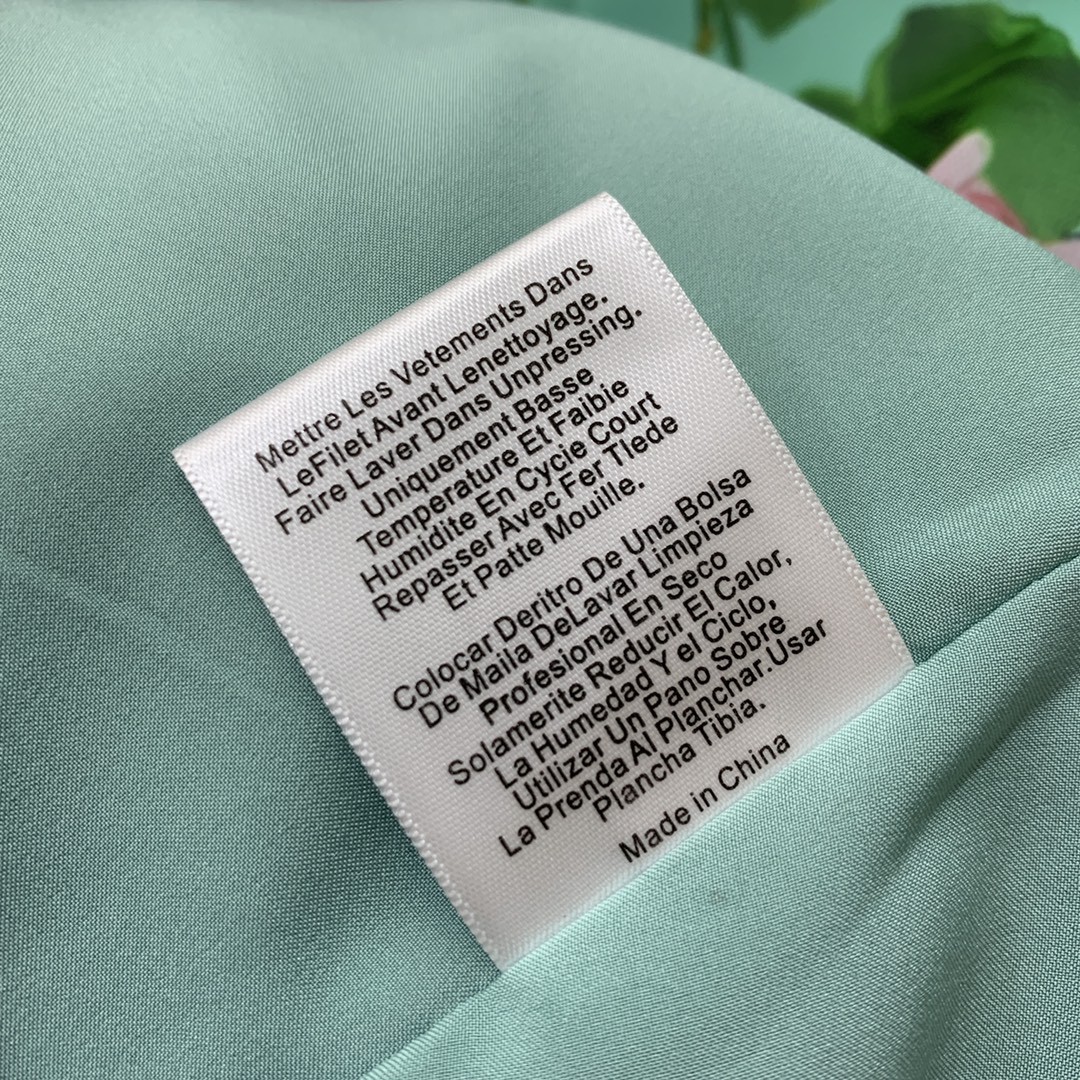 Mettre Les Vetements Dans
LeFilet Avant Lenettoyage.
Faire Laver Dans Unpressing.
Uniquement Basse
Temperature Et Faibie
Humidite En Cycie Court
Repasser Avec Fer Tlede
Et Patte Mouille.
Colocar Deritro De Una Bolsa
De Maila DeLavar Limpieza
Profesional En Seco
Solamerite Reducir El Calor,
La Humedad Y el Ciclo,
Utilizar Un Pano Sobre
La Prenda Al Planchar.Usar
Plancha Tibia.
Made in China